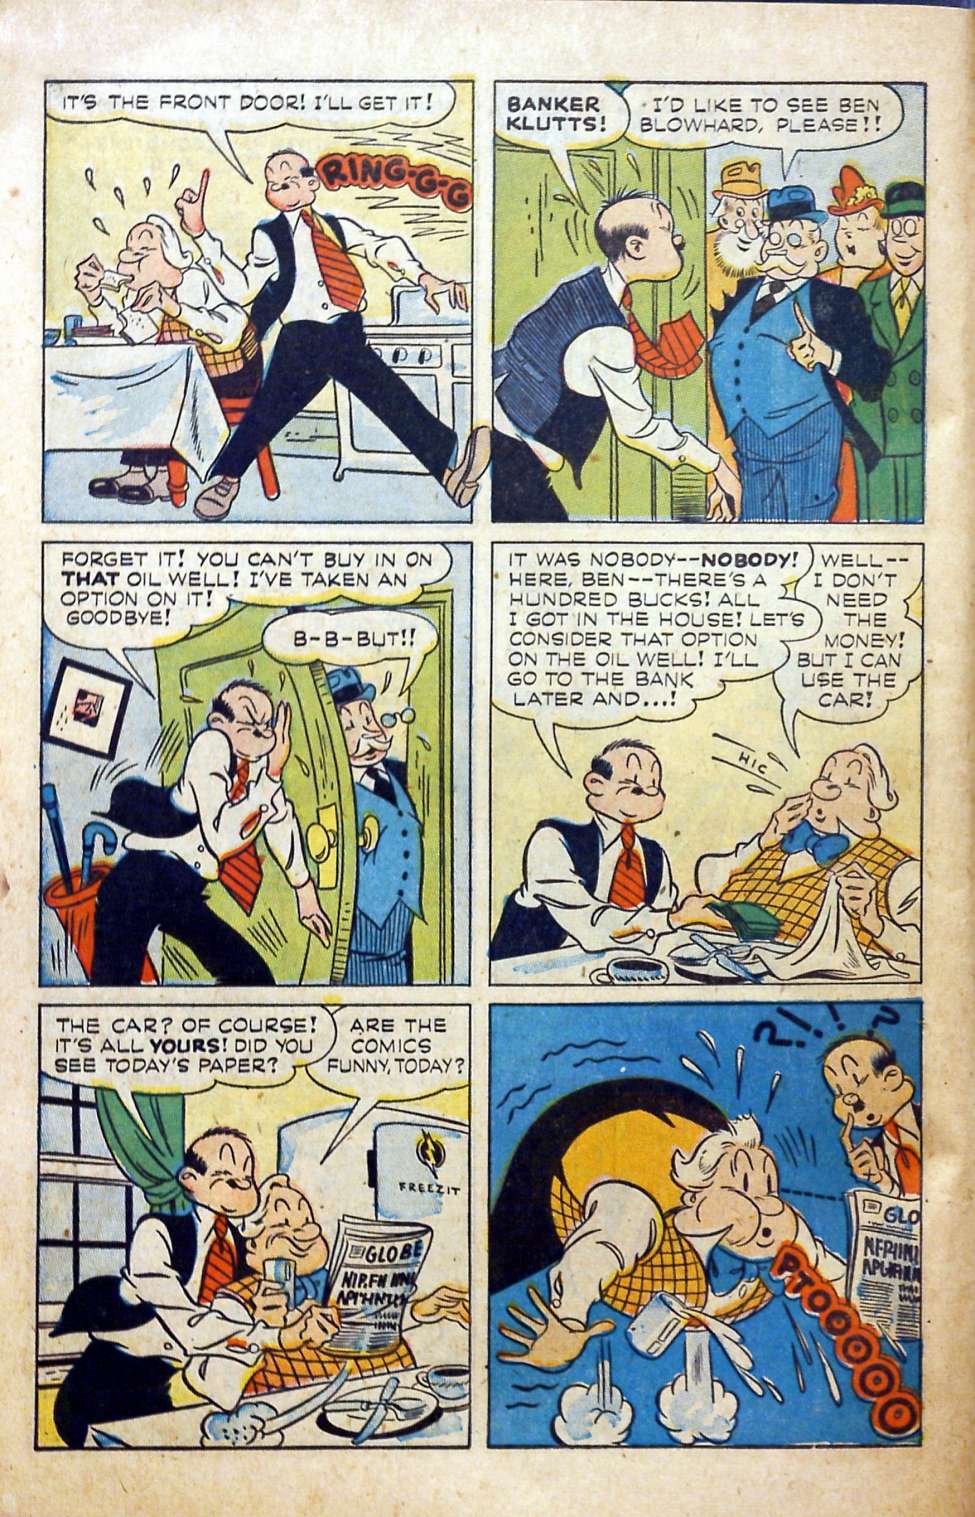 IT'S THE FRONT DOOR! I'LL GET IT!
RING-G-G
BANKER
KLUTTS!
I'D LIKE TO SEE BEN
BLOWHARD, PLEASE!!
FORGET IT! YOU CAN'T BUY IN ON
THAT OIL WELL! I'VE TAKEN AN
OPTION ON IT!
GOODBYE!
B-B-BUT!!
IT WAS NOBODY--NOBODY!
HERE, BEN--THERE'S A
HUNDRED BUCKS! ALL
I GOT IN THE HOUSE! LET'S
CONSIDER THAT OPTION
ON THE OIL WELL! I'LL
GO TO THE BANK
LATER AND...!
WELL--
I DON'T
NEED
THE
MONEY!
BUT I CAN
USE THE
CAR!
HIC
THE CAR? OF COURSE!
IT'S ALL YOURS! DID YOU
SEE TODAY'S PAPER?
ARE THE
COMICS
FUNNY, TODAY?
FREEZIT
GLOBE
?!.!?
GLO
PTOOOOO